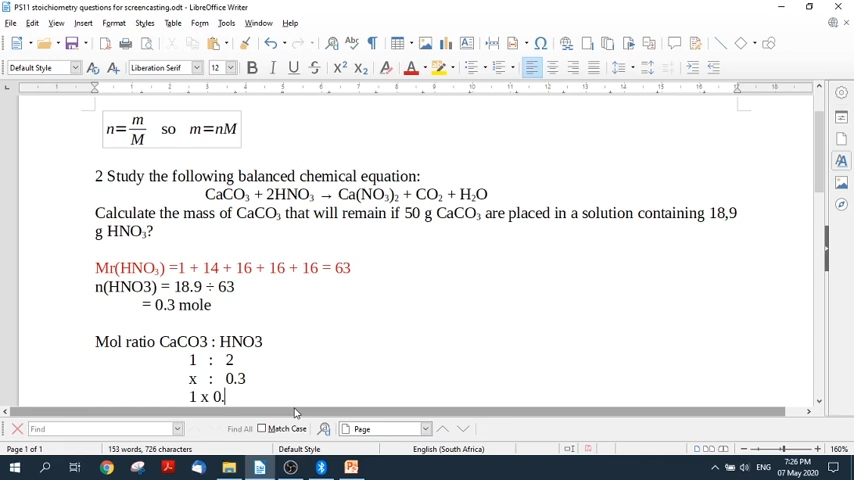 PS11 stoichiometry questions for screencasting.odt - LibreOffice Writer
File Edit View Insert Format Styles Table Form Tools Window Help
Default Style Liberation Serif 12
n=m/M so m=nM
2 Study the following balanced chemical equation:
CaCO₃ + 2HNO₃ → Ca(NO₃)₂ + CO₂ + H₂O
Calculate the mass of CaCO₃ that will remain if 50 g CaCO₃ are placed in a solution containing 18,9
g HNO₃?
Mr(HNO₃) =1 + 14 + 16 + 16 + 16 = 63
n(HNO3) = 18.9 ÷ 63
= 0.3 mole
Mol ratio CaCO3 : HNO3
1 : 2
x : 0.3
1 x 0.
Find Find All Match Case Page
Page 1 of 1 153 words, 726 characters Default Style English (South Africa) 160%
ENG 7:26 PM
07 May 2020